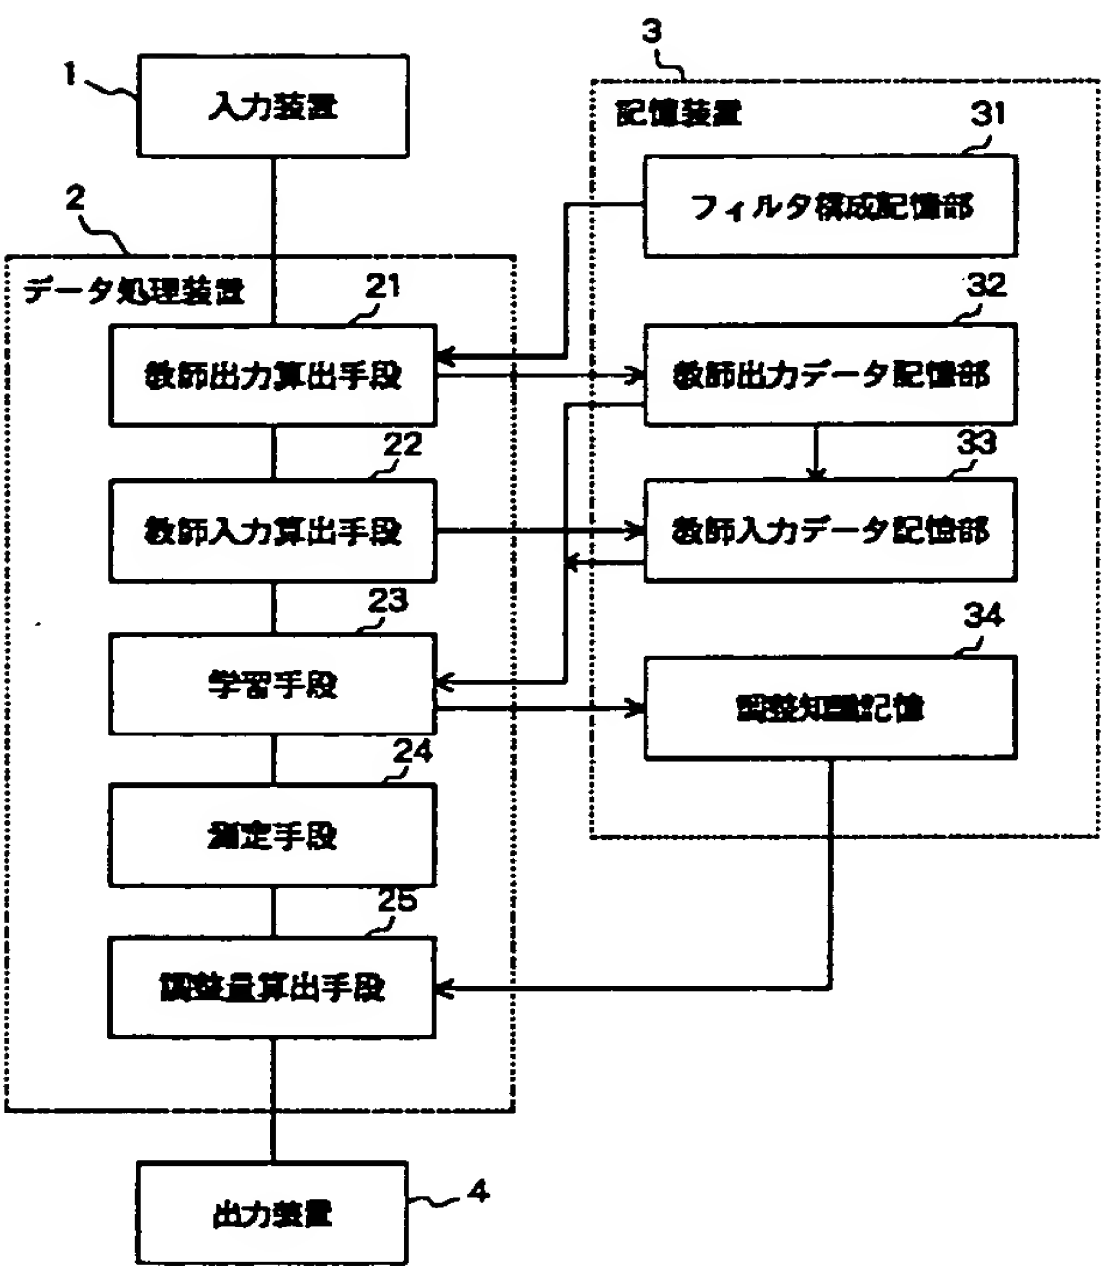 1
入力装置
2
データ処理装置
21
教師出力算出手段
22
教師入力算出手段
23
学習手段
24
測定手段
25
調整量算出手段
4
出力装置
3
記憶装置
31
フィルタ構成記憶部
32
教師出力データ記憶部
33
教師入力データ記憶部
34
調整知識記憶